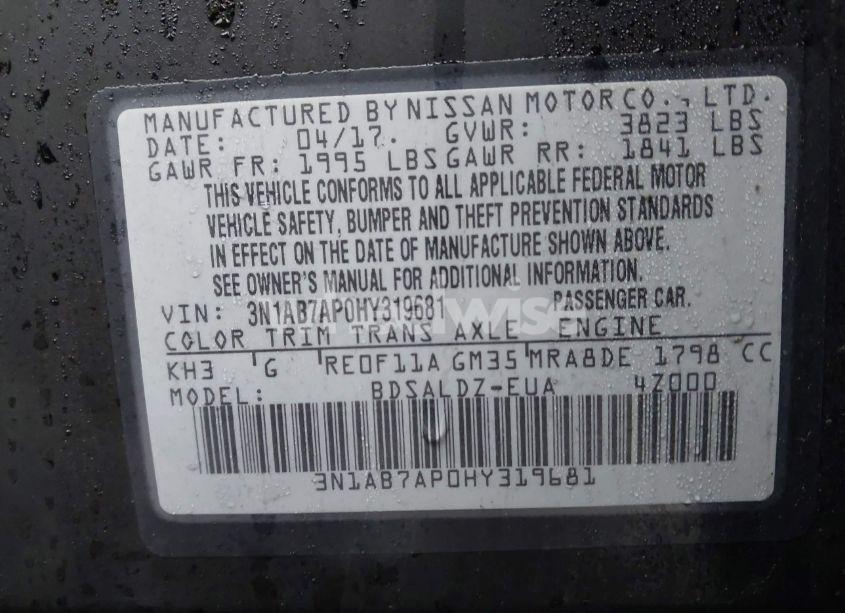 MANUFACTURED BY NISSAN MOTOR CO., LTD.
DATE: 04/17. GVWR: 3823 LBS
GAWR FR: 1995 LBS GAWR RR: 1841 LBS
THIS VEHICLE CONFORMS TO ALL APPLICABLE FEDERAL MOTOR
VEHICLE SAFETY, BUMPER AND THEFT PREVENTION STANDARDS
IN EFFECT ON THE DATE OF MANUFACTURE SHOWN ABOVE.
SEE OWNER'S MANUAL FOR ADDITIONAL INFORMATION.
VIN: 3N1AB7AP0HY319681 PASSENGER CAR.
COLOR TRIM TRANS AXLE ENGINE
KH3 G RE0F11A GM35 MRA8DE 1798 CC
MODEL: BDSALDZ-EUA 4Z000
3N1AB7AP0HY319681